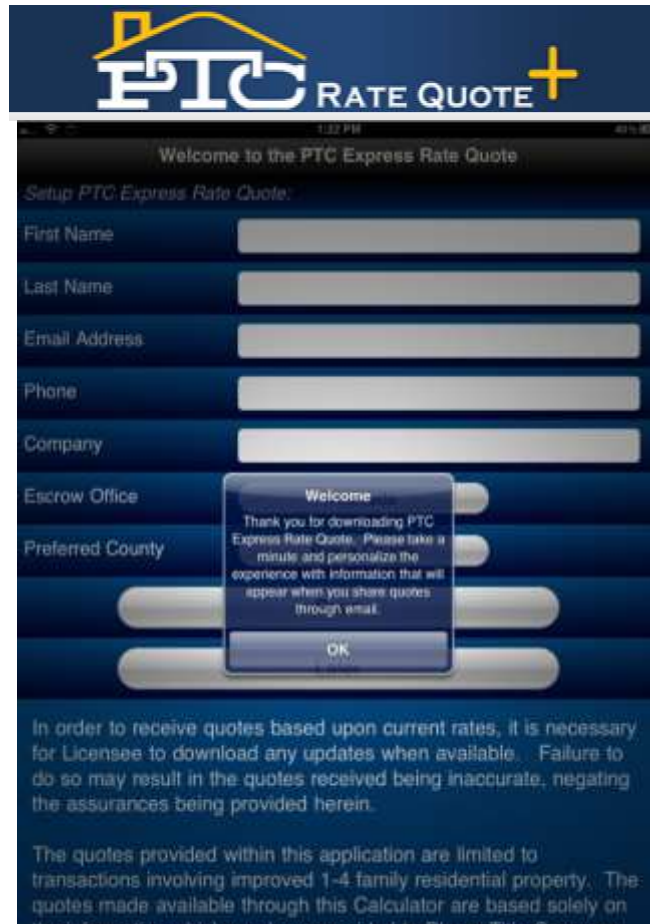 PTC RATE QUOTE+
1:22 PM
Welcome to the PTC Express Rate Quote
Setup PTC Express Rate Quote:
First Name
Last Name
Email Address
Phone
Company
Escrow Office
Preferred County
Welcome
Thank you for downloading PTC
Express Rate Quote. Please take a
minute and personalize the
experience with information that will
appear when you share quotes
through email.
OK
In order to receive quotes based upon current rates, it is necessary
for Licensee to download any updates when available. Failure to
do so may result in the quotes received being inaccurate, negating
the assurances being provided herein.
The quotes provided within this application are limited to
transactions involving improved 1-4 family residential property. The
quotes made available through this Calculator are based solely on